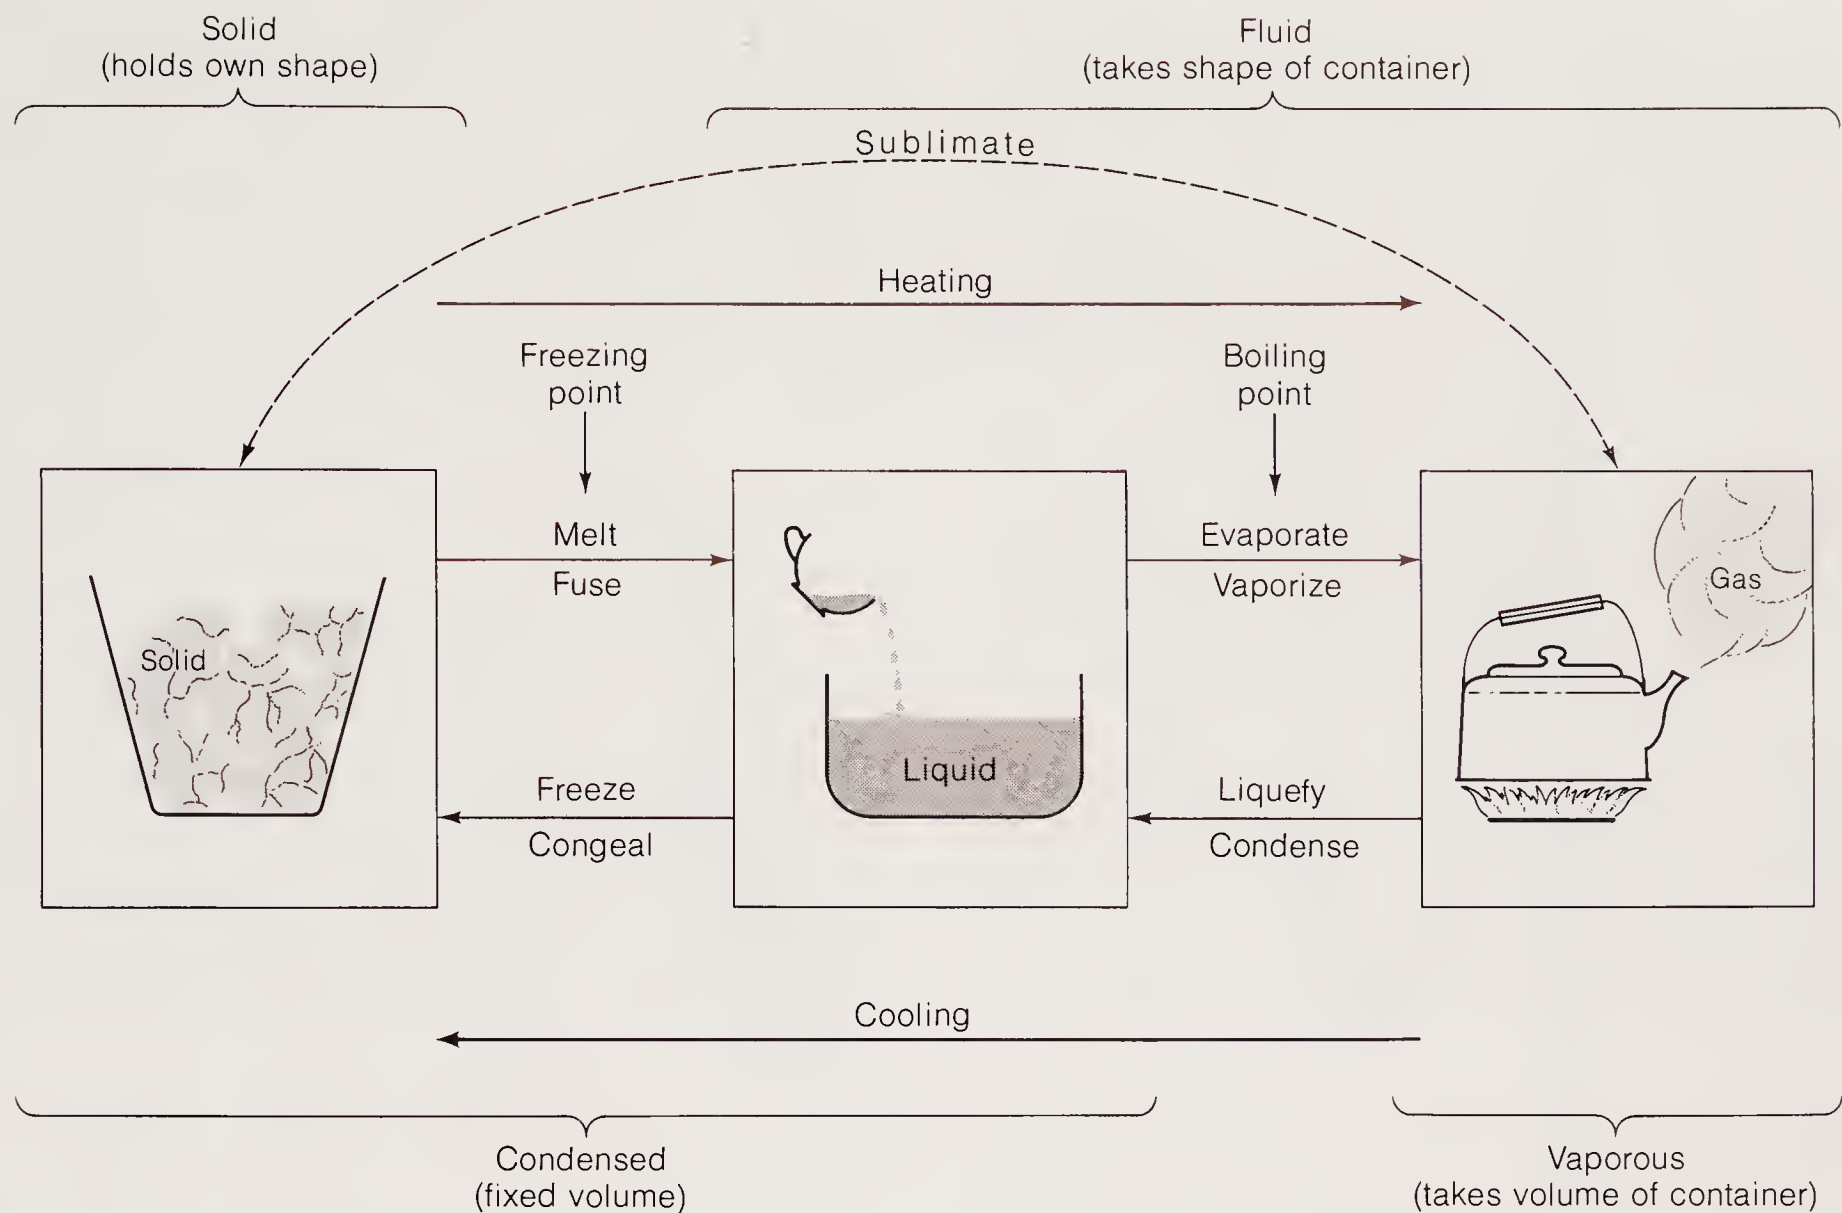 Solid
(holds own shape)
Fluid
(takes shape of container)
Sublimate
Heating
Freezing
point
Boiling
point
Melt
Fuse
Evaporate
Vaporize
Solid
Gas
Liquid
Freeze
Congeal
Liquefy
Condense
Cooling
Condensed
(fixed volume)
Vaporous
(takes volume of container)